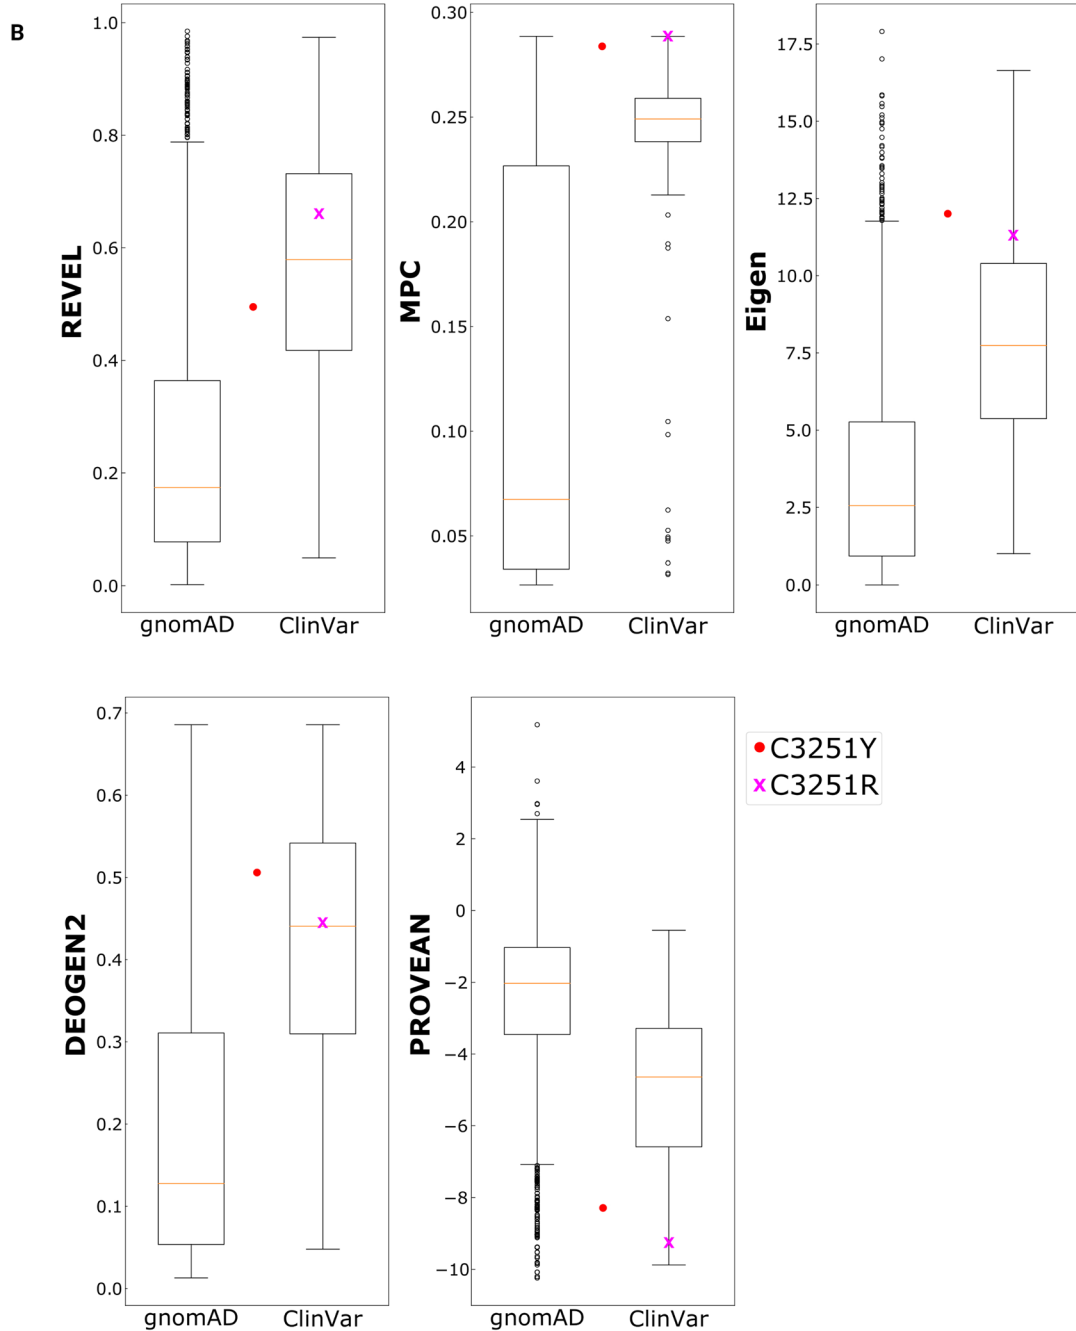 B
REVEL
1.0
0.8
0.6
0.4
0.2
0.0
gnomAD ClinVar
MPC
0.30
0.25
0.20
0.15
0.10
0.05
gnomAD ClinVar
Eigen
17.5
15.0
12.5
10.0
7.5
5.0
2.5
0.0
gnomAD ClinVar
DEOGEN2
0.7
0.6
0.5
0.4
0.3
0.2
0.1
0.0
gnomAD ClinVar
PROVEAN
4
2
0
−2
−4
−6
−8
−10
gnomAD ClinVar
C3251Y
C3251R